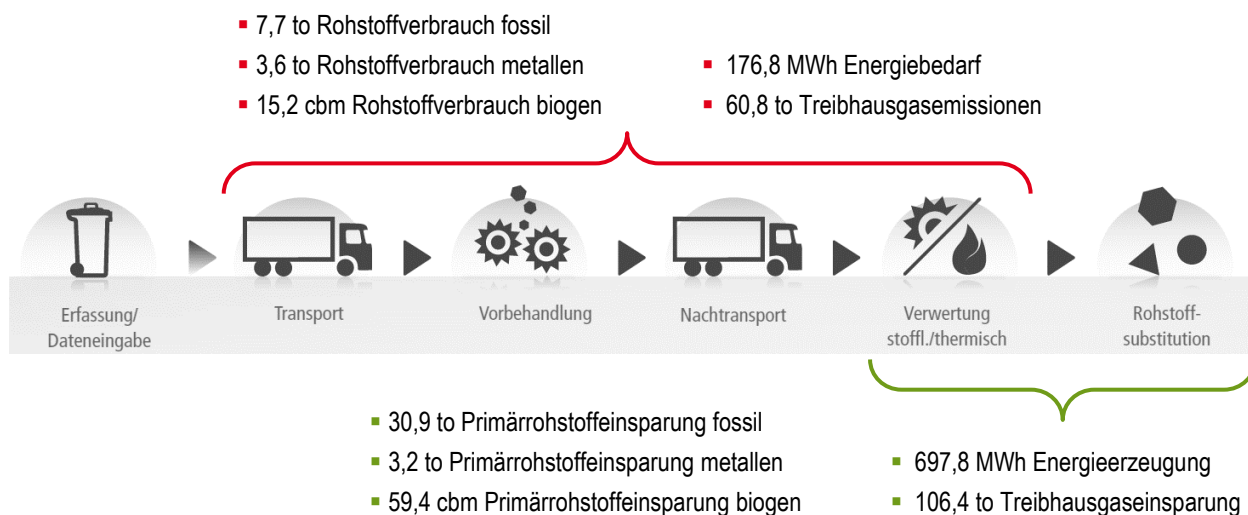 7,7 to Rohstoffverbrauch fossil
3,6 to Rohstoffverbrauch metallen
15,2 cbm Rohstoffverbrauch biogen
176,8 MWh Energiebedarf
60,8 to Treibhausgasemissionen
Erfassung/
Dateneingabe
Transport
Vorbehandlung
Nachtransport
Verwertung
stoffl./thermisch
Rohstoff-
substitution
30,9 to Primärrohstoffeinsparung fossil
3,2 to Primärrohstoffeinsparung metallen
59,4 cbm Primärrohstoffeinsparung biogen
697,8 MWh Energieerzeugung
106,4 to Treibhausgaseinsparung